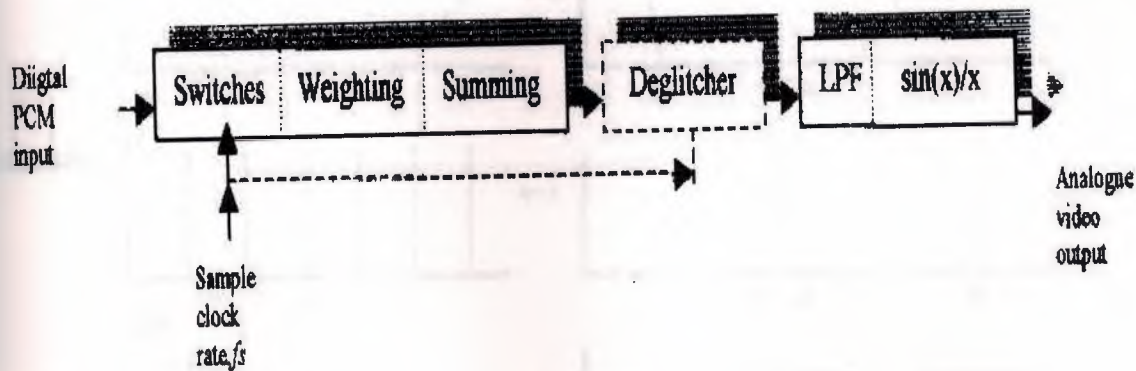 Diigtal
PCM
input
Switches Weighting Summing
Deglitcher
LPF sin(x)/x
Sample
clock
rate,fs
Analogue
video
output